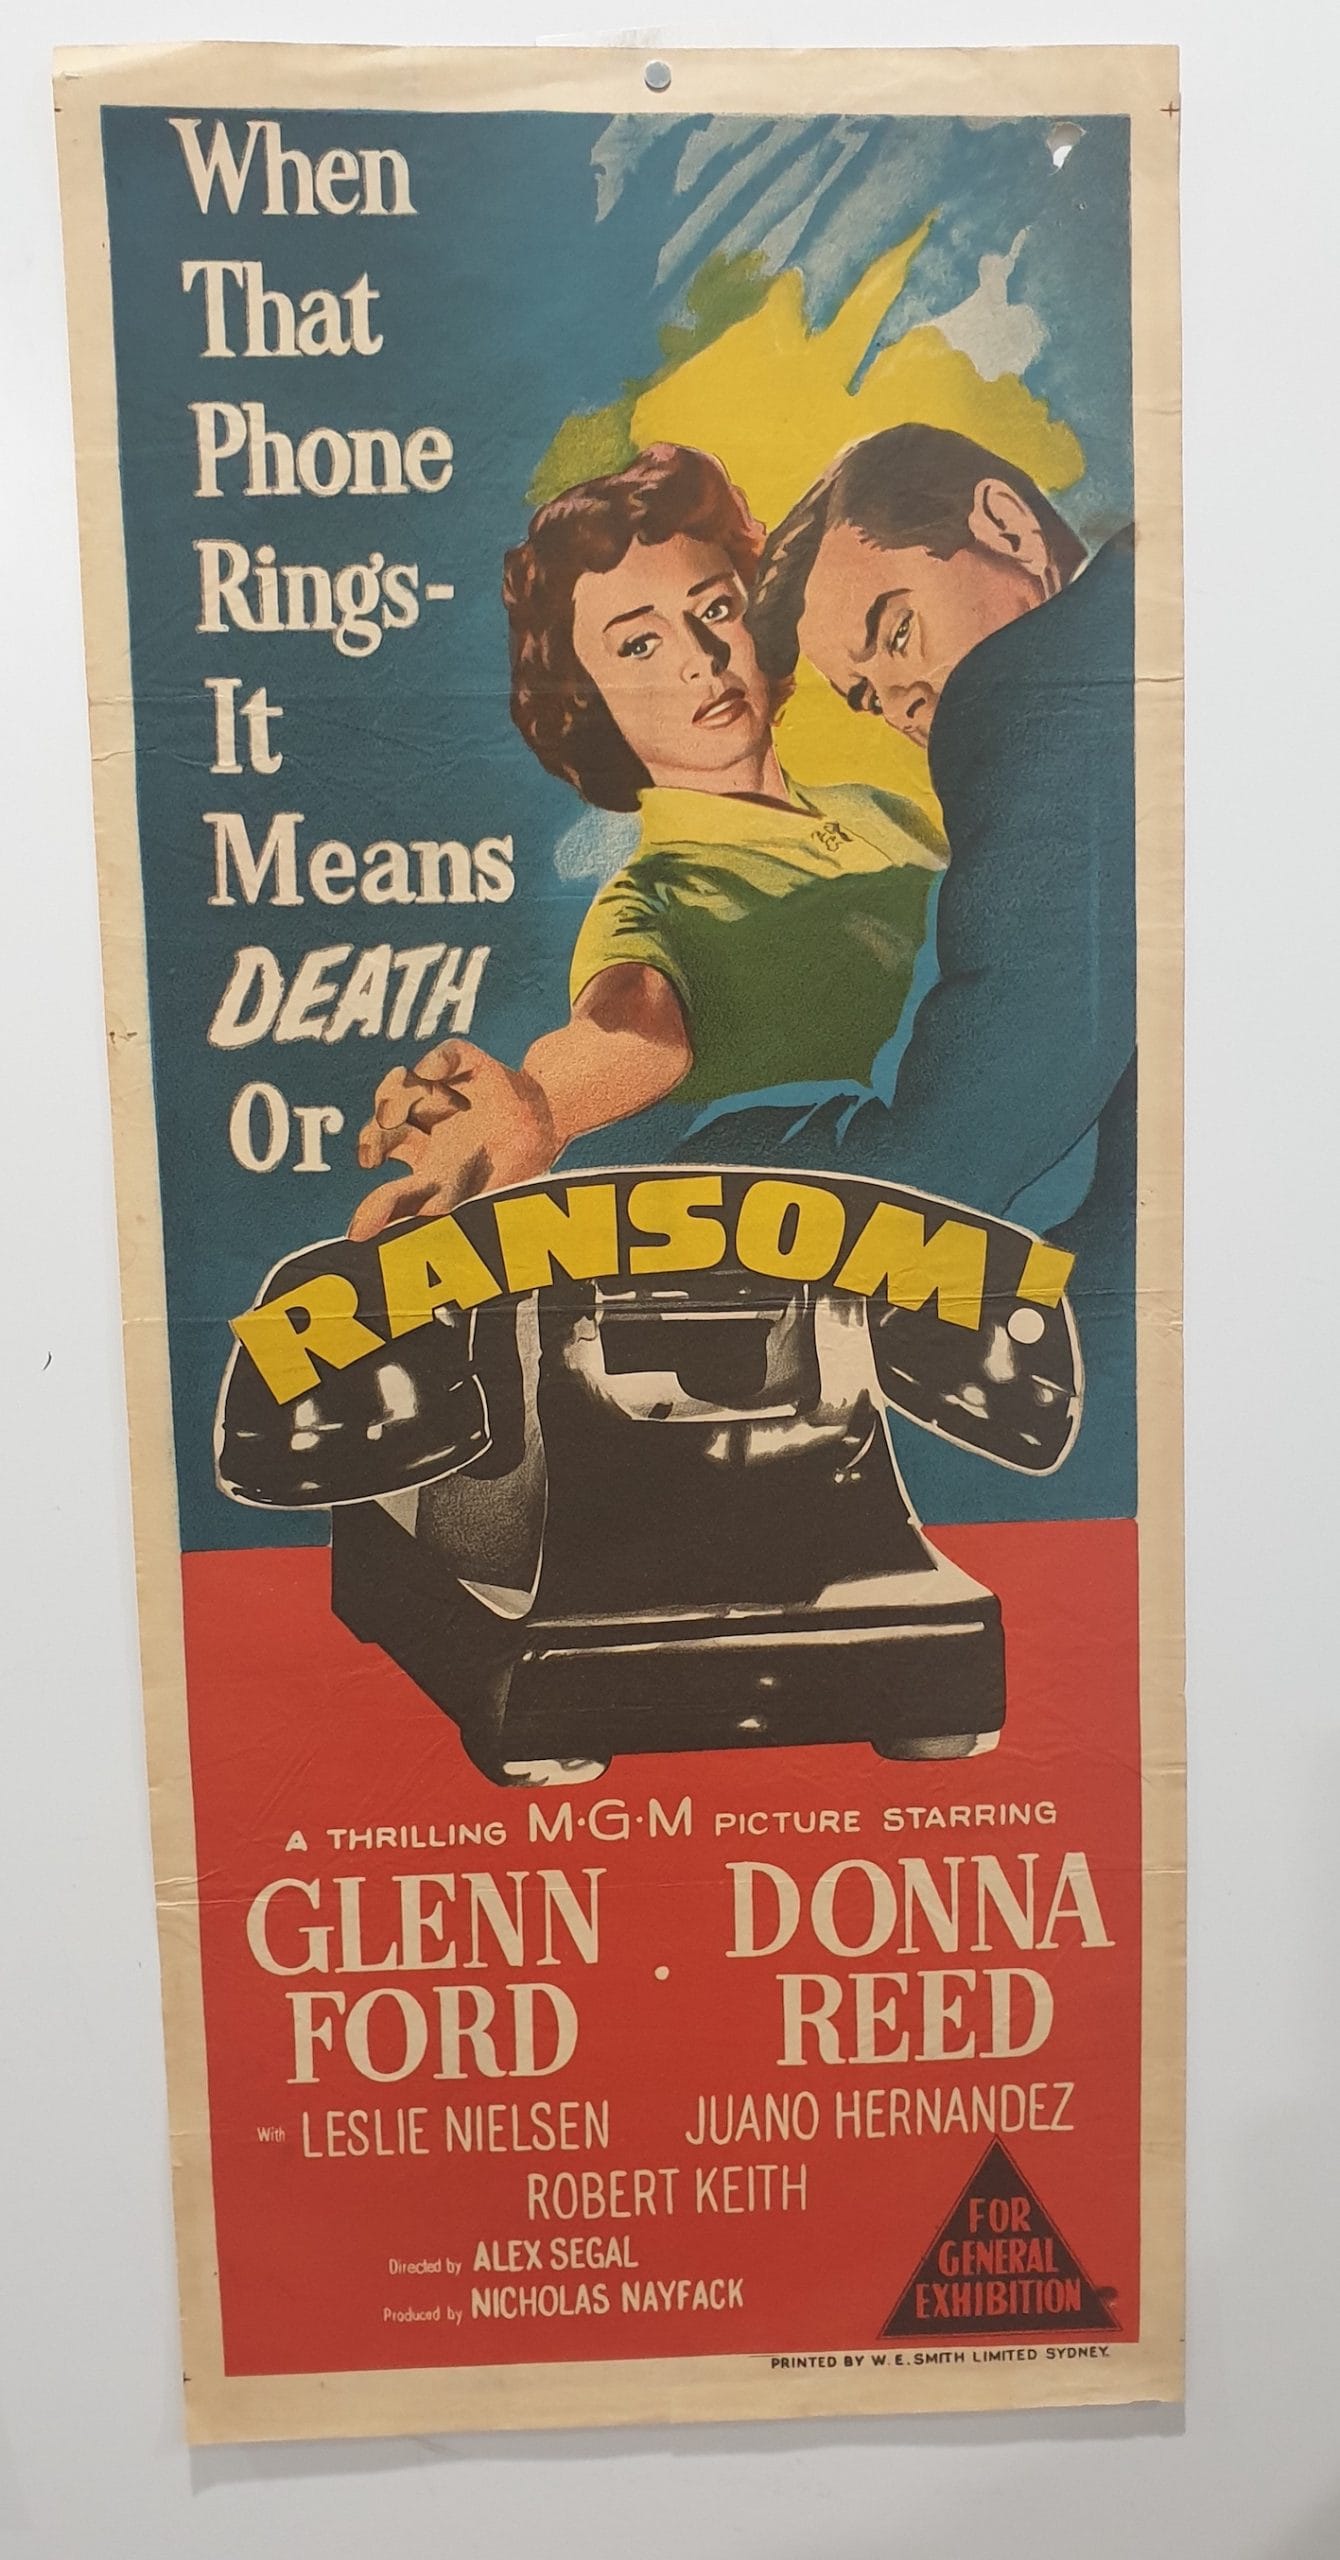 When
That
Phone
Rings-
It
Means
DEATH
Or
RANSOM!
A THRILLING M·G·M PICTURE STARRING
GLENN FORD · DONNA REED
With LESLIE NIELSEN JUANO HERNANDEZ
ROBERT KEITH
Directed by ALEX SEGAL
Produced by NICHOLAS NAYFACK
FOR
GENERAL
EXHIBITION
PRINTED BY W. E. SMITH LIMITED SYDNEY.